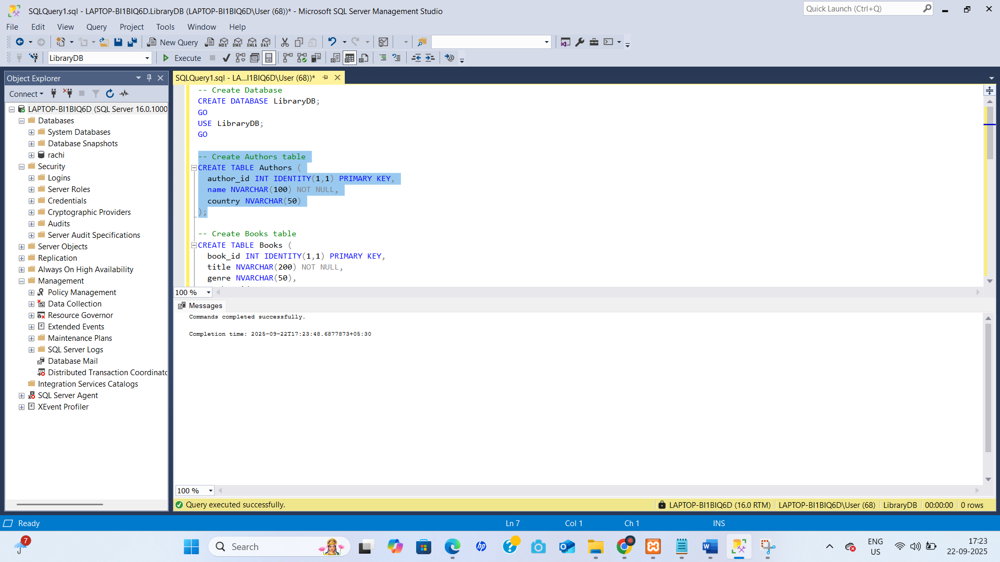 SQLQuery1.sql - LAPTOP-BI1BIQ6D.LibraryDB (LAPTOP-BI1BIQ6D\User (68))* - Microsoft SQL Server Management Studio
Quick Launch (Ctrl+Q)
File Edit View Query Project Tools Window Help
New Query MDX DMX XMLA DAX
LibraryDB Execute
Object Explorer
Connect
LAPTOP-BI1BIQ6D (SQL Server 16.0.1000
Databases
System Databases
Database Snapshots
rachi
Security
Logins
Server Roles
Credentials
Cryptographic Providers
Audits
Server Audit Specifications
Server Objects
Replication
Always On High Availability
Management
Policy Management
Data Collection
Resource Governor
Extended Events
Maintenance Plans
SQL Server Logs
Database Mail
Distributed Transaction Coordinato
Integration Services Catalogs
SQL Server Agent
XEvent Profiler
SQLQuery1.sql - LA...I1BIQ6D\User (68))*
-- Create Database
CREATE DATABASE LibraryDB;
GO
USE LibraryDB;
GO
-- Create Authors table
CREATE TABLE Authors (
author_id INT IDENTITY(1,1) PRIMARY KEY,
name NVARCHAR(100) NOT NULL,
country NVARCHAR(50)
);
-- Create Books table
CREATE TABLE Books (
book_id INT IDENTITY(1,1) PRIMARY KEY,
title NVARCHAR(200) NOT NULL,
genre NVARCHAR(50),
100 %
Messages
Commands completed successfully.
Completion time: 2025-09-22T17:23:48.6877873+05:30
100 %
Query executed successfully.
LAPTOP-BI1BIQ6D (16.0 RTM) LAPTOP-BI1BIQ6D\User (68) LibraryDB 00:00:00 0 rows
Ready Ln 7 Col 1 Ch 1 INS
7
Search
hp
ENG
US
17:23
22-09-2025